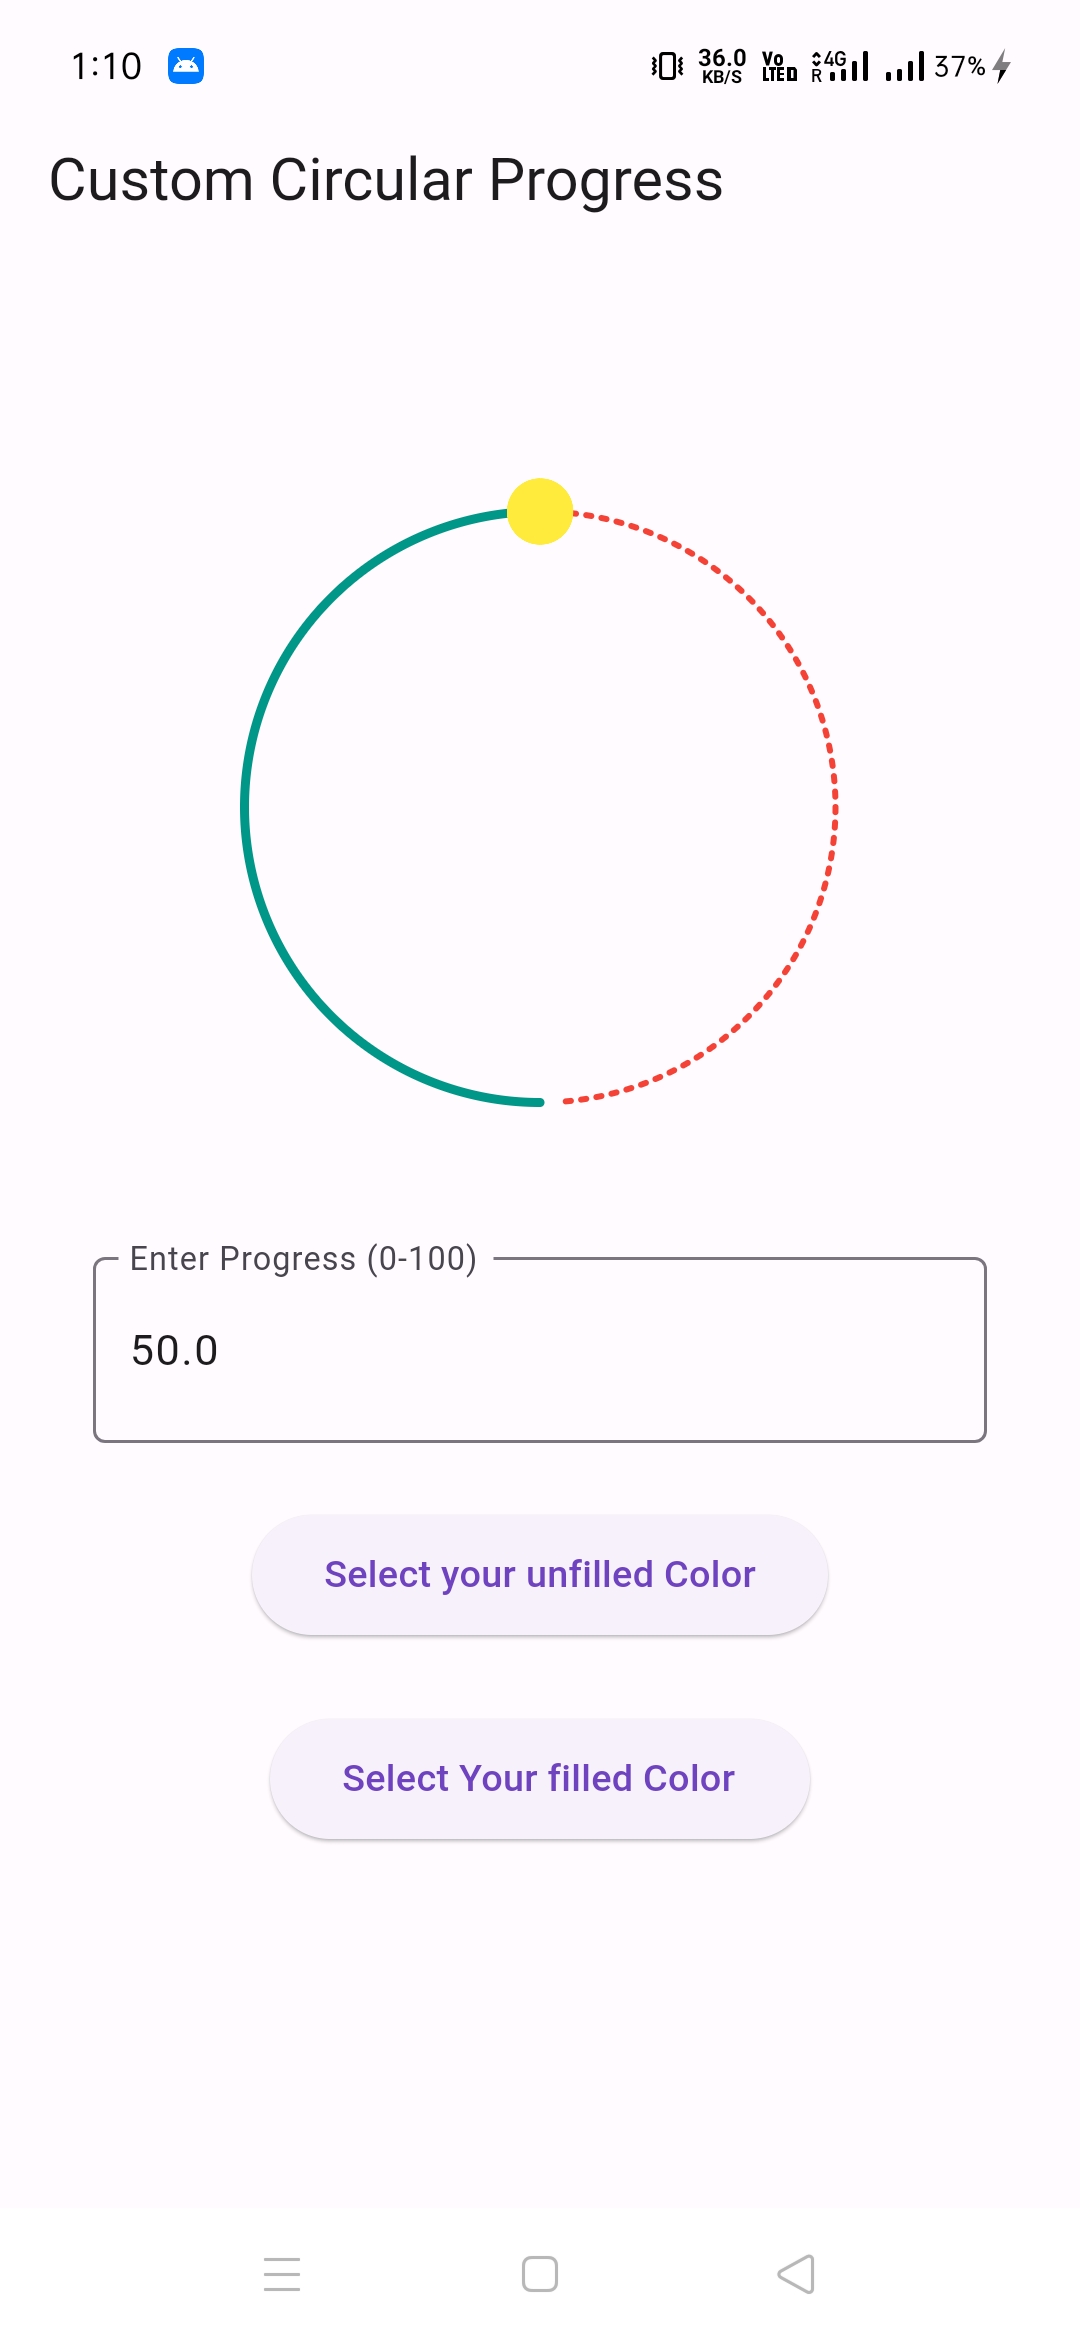 1:10 36.0 KB/S Vo LTE 4G R 37%
Custom Circular Progress
Enter Progress (0-100)
50.0
Select your unfilled Color
Select Your filled Color